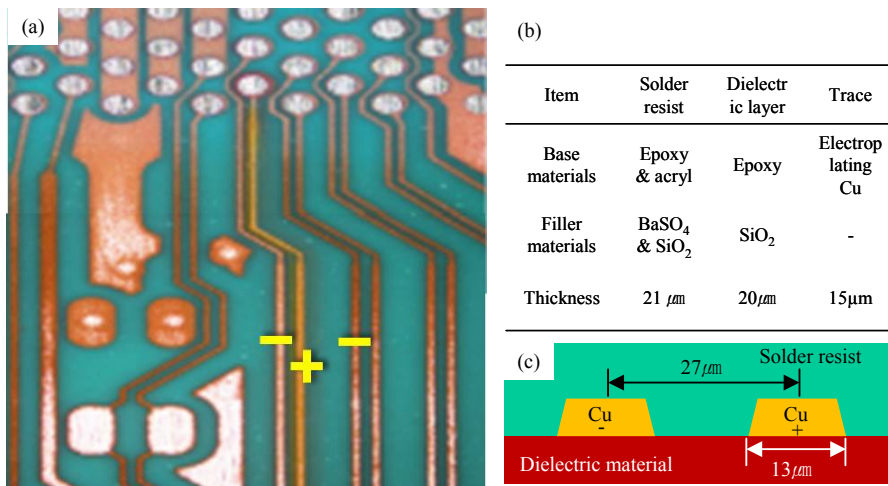 (a)
− + −
(b)
Item Solder resist Dielectr ic layer Trace
Base materials Epoxy & acryl Epoxy Electrop lating Cu
Filler materials BaSO₄ & SiO₂ SiO₂ -
Thickness 21 ㎛ 20㎛ 15µm
(c)
Solder resist
27㎛
Cu Cu
- +
Dielectric material 13㎛